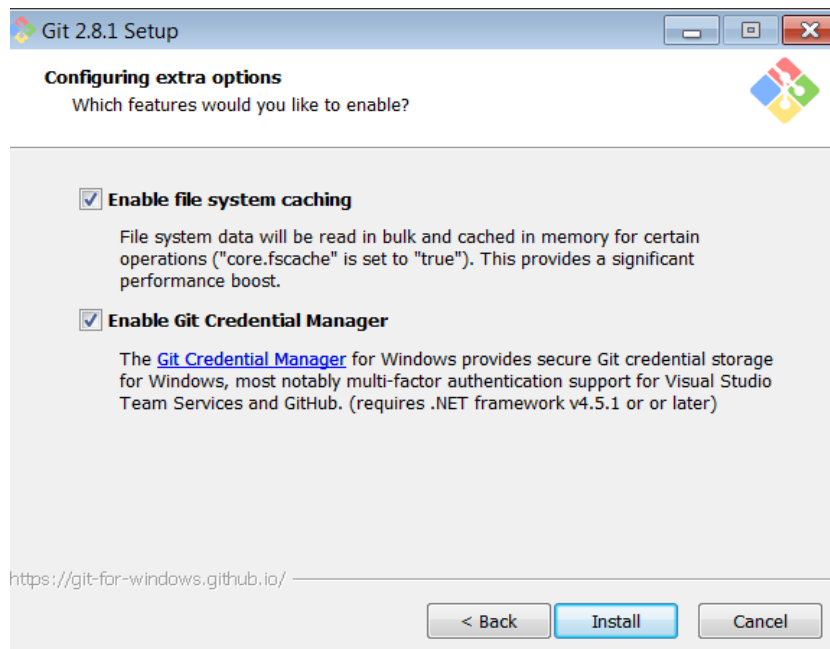 Git 2.8.1 Setup
Configuring extra options
Which features would you like to enable?
Enable file system caching
File system data will be read in bulk and cached in memory for certain
operations ("core.fscache" is set to "true"). This provides a significant
performance boost.
Enable Git Credential Manager
The Git Credential Manager for Windows provides secure Git credential storage
for Windows, most notably multi-factor authentication support for Visual Studio
Team Services and GitHub. (requires .NET framework v4.5.1 or or later)
https://git-for-windows.github.io/
< Back Install Cancel